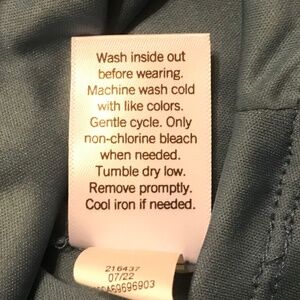 Wash inside out
before wearing.
Machine wash cold
with like colors.
Gentle cycle. Only
non-chlorine bleach
when needed.
Tumble dry low.
Remove promptly.
Cool iron if needed.
216437
07/22